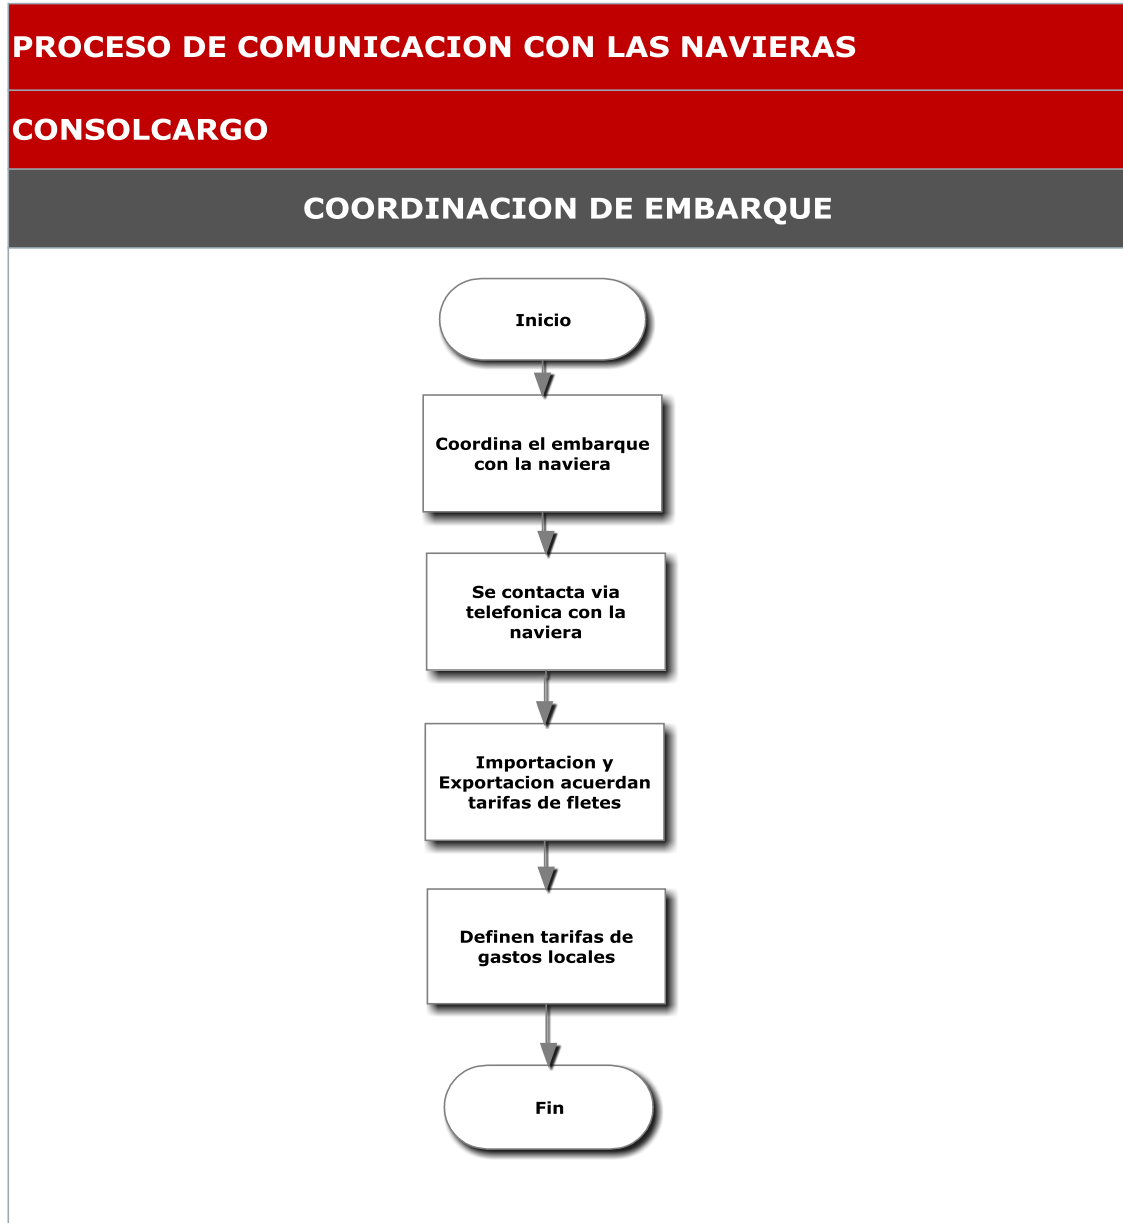 PROCESO DE COMUNICACION CON LAS NAVIERAS
CONSOLCARGO
COORDINACION DE EMBARQUE
Inicio
Coordina el embarque
con la naviera
Se contacta via
telefonica con la
naviera
Importacion y
Exportacion acuerdan
tarifas de fletes
Definen tarifas de
gastos locales
Fin